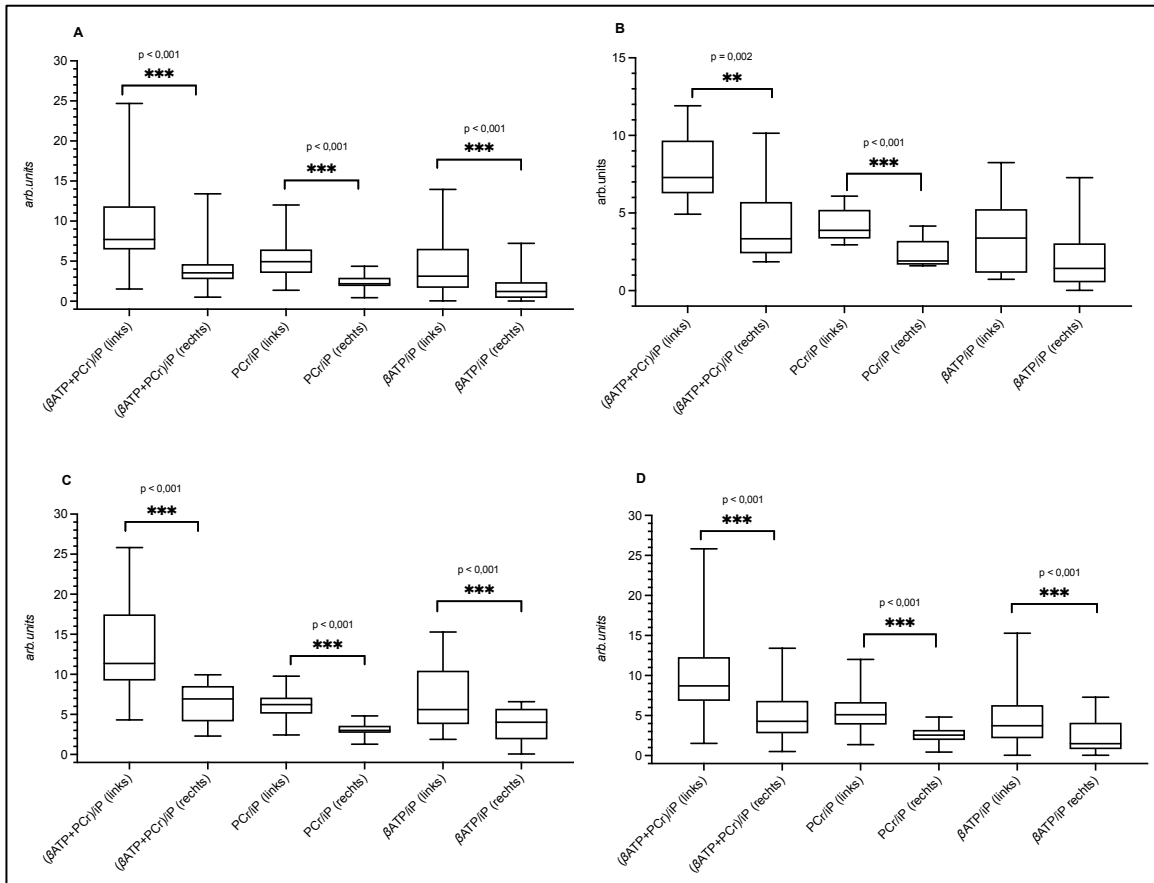 A
p < 0,001
***
p < 0,001
***
p < 0,001
***
30
25
20
15
10
5
0
arb.units
(βATP+PCr)/iP (links)
(βATP+PCr)/iP (rechts)
PCr/iP (links)
PCr/iP (rechts)
βATP/iP (links)
βATP/iP (rechts)
B
p = 0,002
**
p < 0,001
***
15
10
5
0
arb.units
(βATP+PCr)/iP (links)
(βATP+PCr)/iP (rechts)
PCr/iP (links)
PCr/iP (rechts)
βATP/iP (links)
βATP/iP (rechts)
C
p < 0,001
***
p < 0,001
***
p < 0,001
***
30
25
20
15
10
5
0
arb.units
(βATP+PCr)/iP (links)
(βATP+PCr)/iP (rechts)
PCr/iP (links)
PCr/iP (rechts)
βATP/iP (links)
βATP/iP (rechts)
D
p < 0,001
***
p < 0,001
***
p < 0,001
***
30
25
20
15
10
5
0
arb.units
(βATP+PCr)/iP (links)
(βATP+PCr)/iP (rechts)
PCr/iP (links)
PCr/iP (rechts)
βATP/iP (links)
βATP/iP rechts)